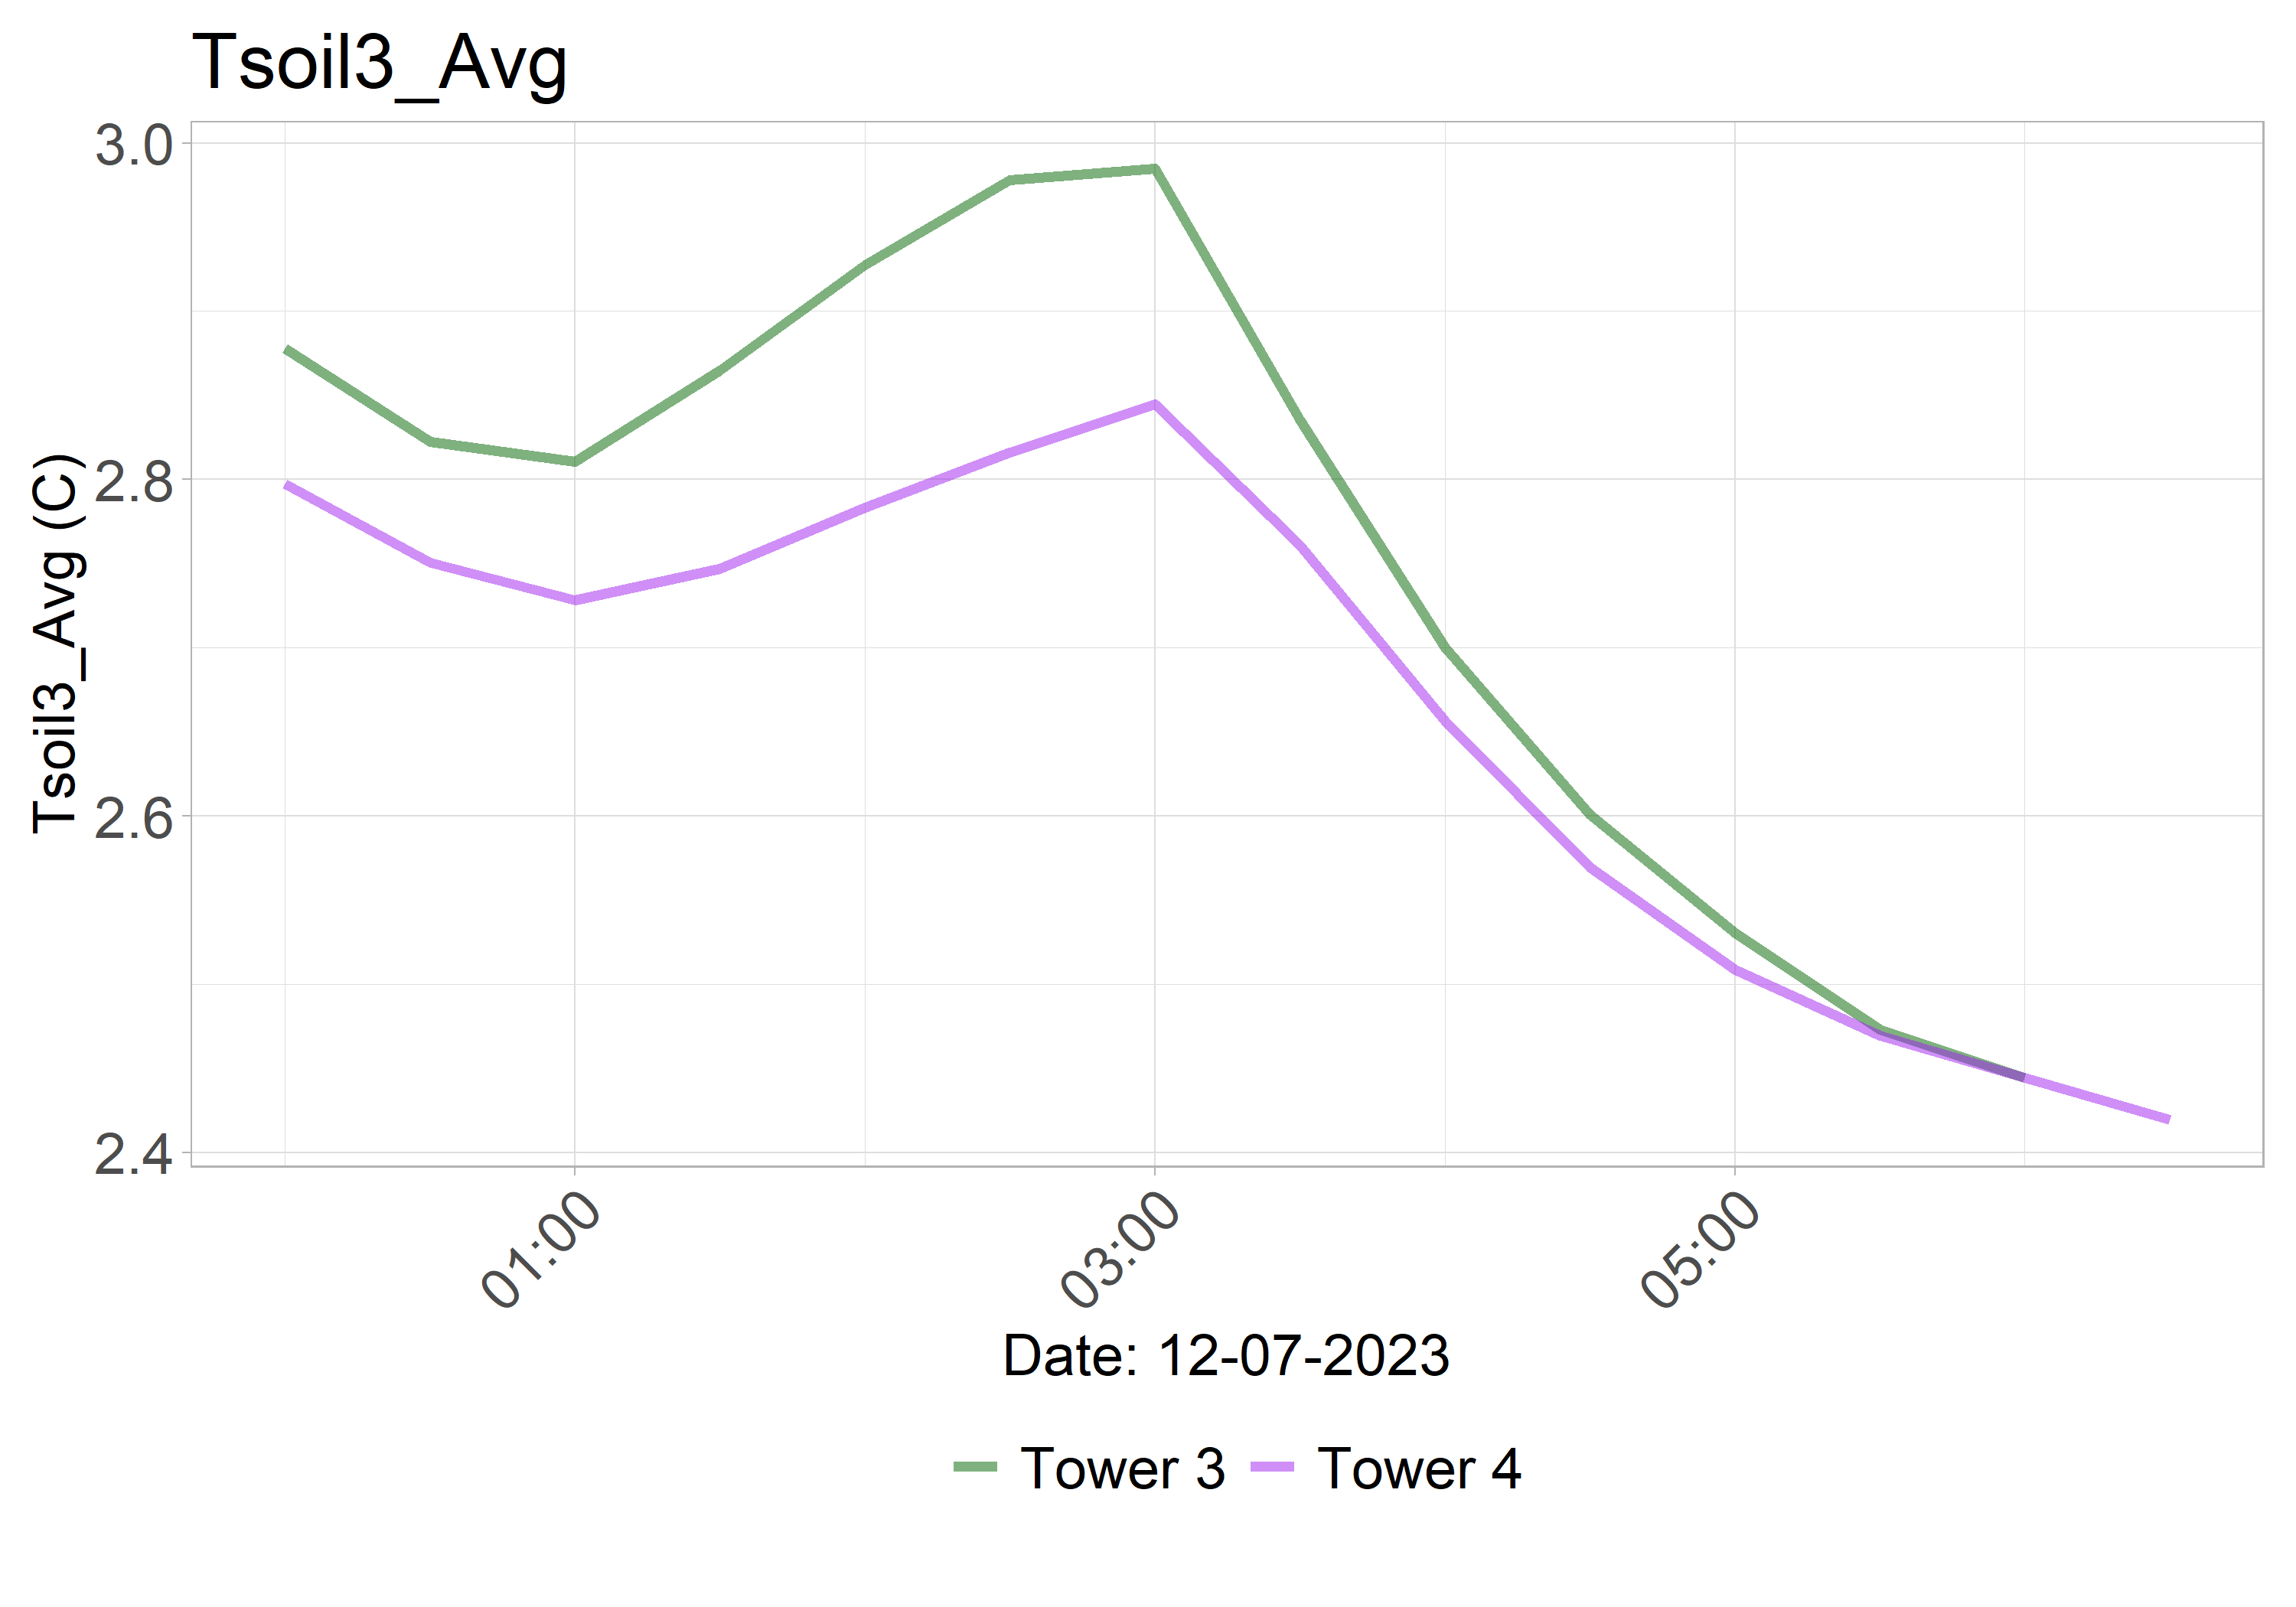 Tsoil3_Avg
Tsoil3_Avg (C)
3.0
2.8
2.6
2.4
01:00
03:00
05:00
Date: 12-07-2023
Tower 3
Tower 4